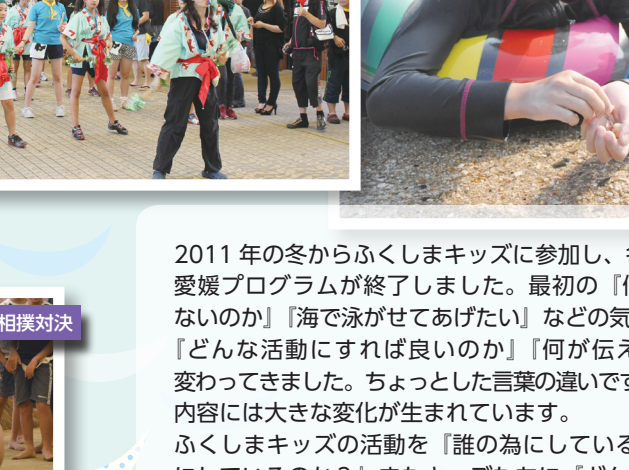 相撲対決
2011 年の冬からふくしまキッズに参加し、
愛媛プログラムが終了しました。最初の『
ないのか』『海で泳がせてあげたい』などの気
『どんな活動にすれば良いのか』『何が伝え
変わってきました。ちょっとした言葉の違いです
内容には大きな変化が生まれています。
ふくしまキッズの活動を『誰の為にしている